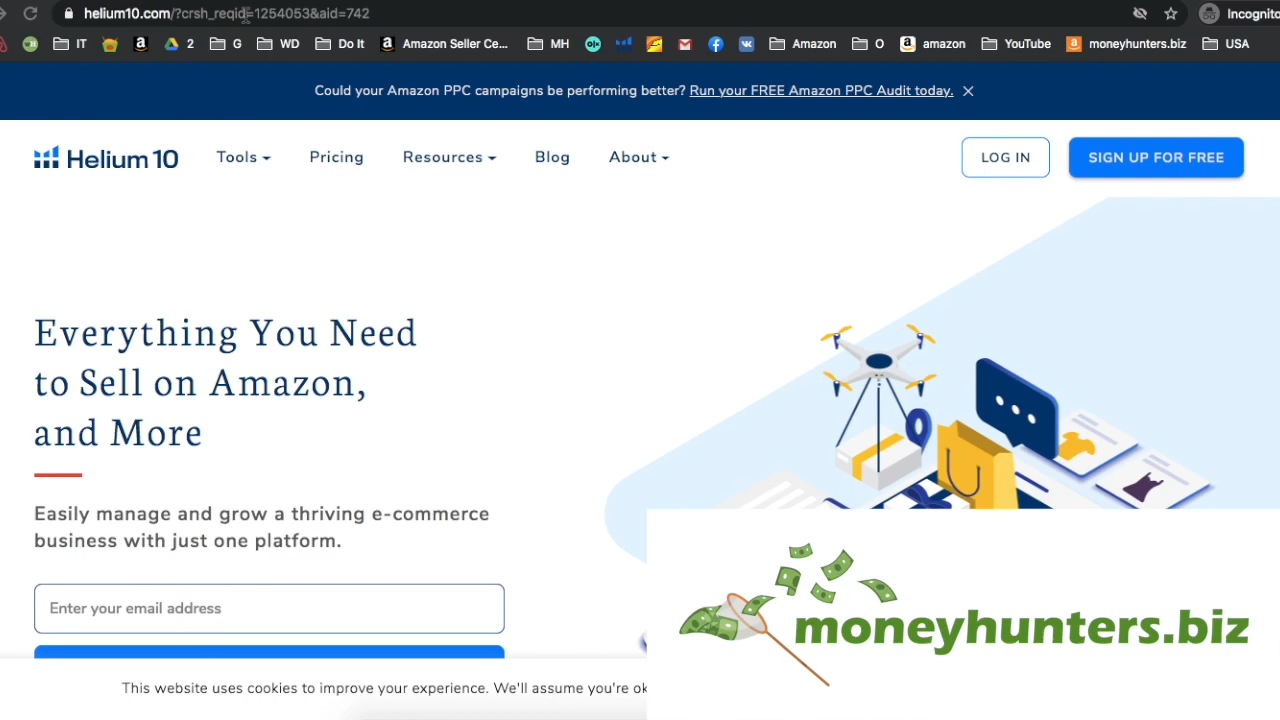 helium10.com/?crsh_reqid=1254053&aid=742
Incognito
IT
2
G
WD
Do It
Amazon Seller Ce...
MH
Amazon
O
amazon
YouTube
moneyhunters.biz
USA
Could your Amazon PPC campaigns be performing better? Run your FREE Amazon PPC Audit today.
Helium 10
Tools
Pricing
Resources
Blog
About
LOG IN
SIGN UP FOR FREE
Everything You Need
to Sell on Amazon,
and More
Easily manage and grow a thriving e-commerce
business with just one platform.
Enter your email address
moneyhunters.biz
This website uses cookies to improve your experience. We'll assume you're ok